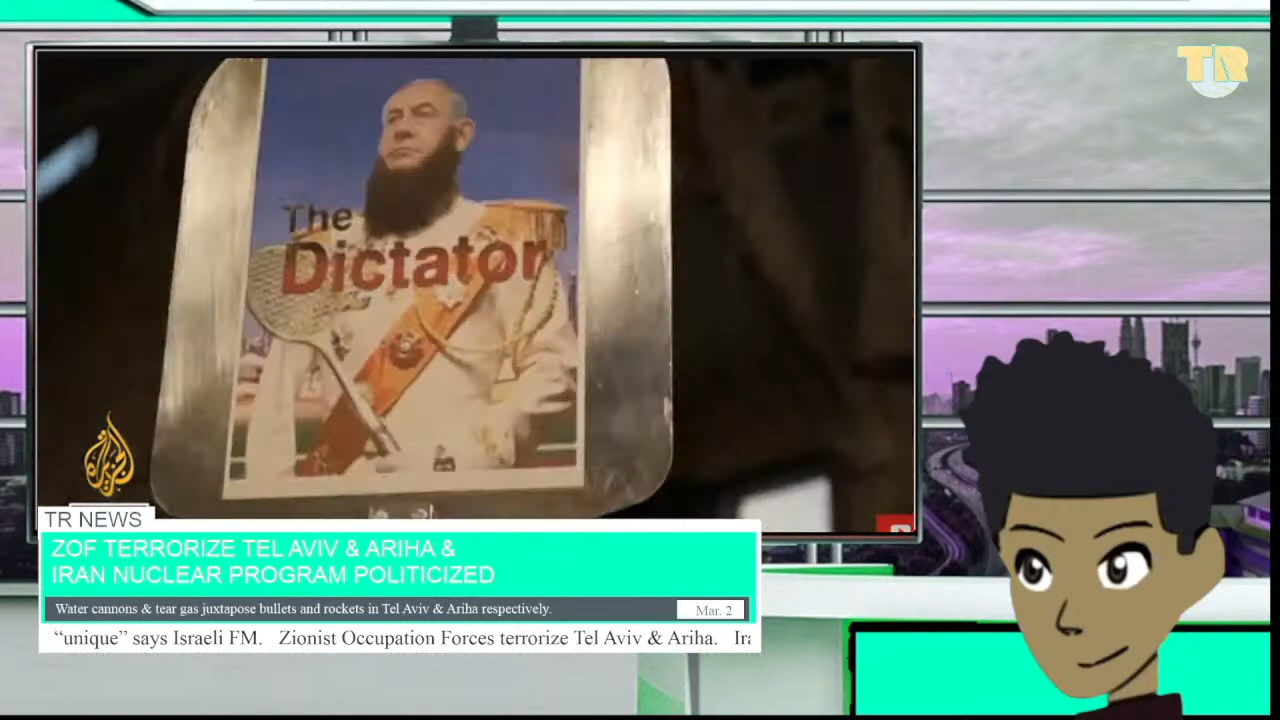 TR
The
Dictator
TR NEWS
ZOF TERRORIZE TEL AVIV & ARIHA &
IRAN NUCLEAR PROGRAM POLITICIZED
Water cannons & tear gas juxtapose bullets and rockets in Tel Aviv & Ariha respectively.
Mar. 2
“unique” says Israeli FM. Zionist Occupation Forces terrorize Tel Aviv & Ariha.